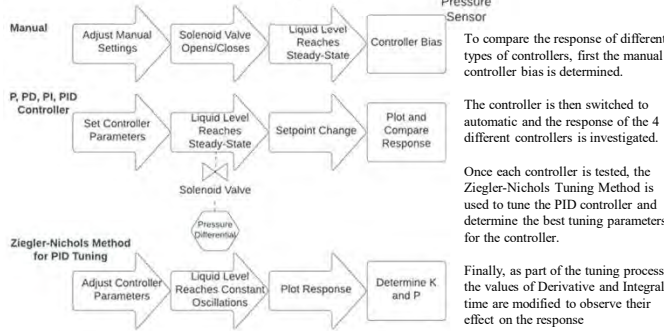 Pressure
Sensor
Manual
Adjust Manual
Settings
Solenoid Valve
Opens/Closes
Liquid Level
Reaches
Steady-State
Controller Bias
To compare the response of different
types of controllers, first the manual
controller bias is determined.
P, PD, PI, PID
Controller
Set Controller
Parameters
Liquid Level
Reaches
Steady-State
Setpoint Change
Plot and
Compare
Response
The controller is then switched to
automatic and the response of the 4
different controllers is investigated.
Solenoid Valve
Pressure
Differential
Once each controller is tested, the
Ziegler-Nichols Tuning Method is
used to tune the PID controller and
determine the best tuning parameters
for the controller.
Ziegler-Nichols Method
for PID Tuning
Adjust Controller
Parameters
Liquid Level
Reaches Constant
Oscillations
Plot Response
Determine K
and P
Finally, as part of the tuning process
the values of Derivative and Integral
time are modified to observe their
effect on the response